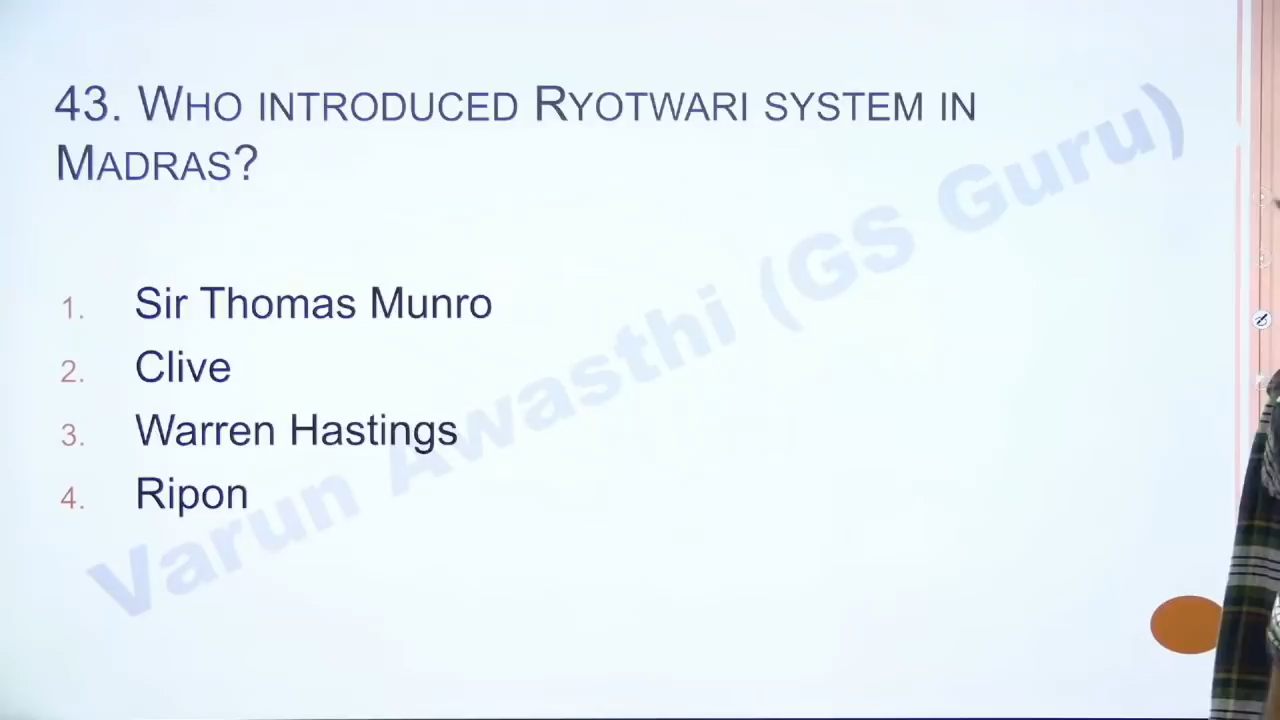 43. WHO INTRODUCED RYOTWARI SYSTEM IN
MADRAS?
1. Sir Thomas Munro
2. Clive
3. Warren Hastings
4. Ripon
Varun Awasthi (GS Guru)